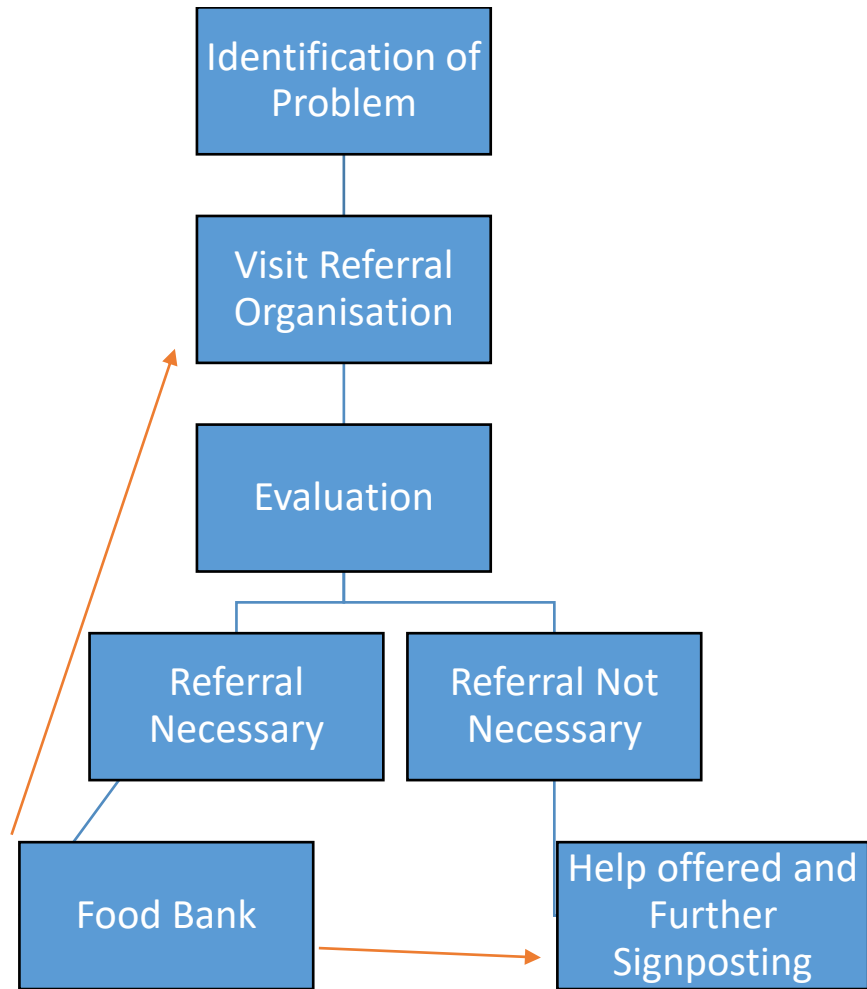 Identification of
Problem
Visit Referral
Organisation
Evaluation
Referral
Necessary
Referral Not
Necessary
Food Bank
Help offered and
Further
Signposting